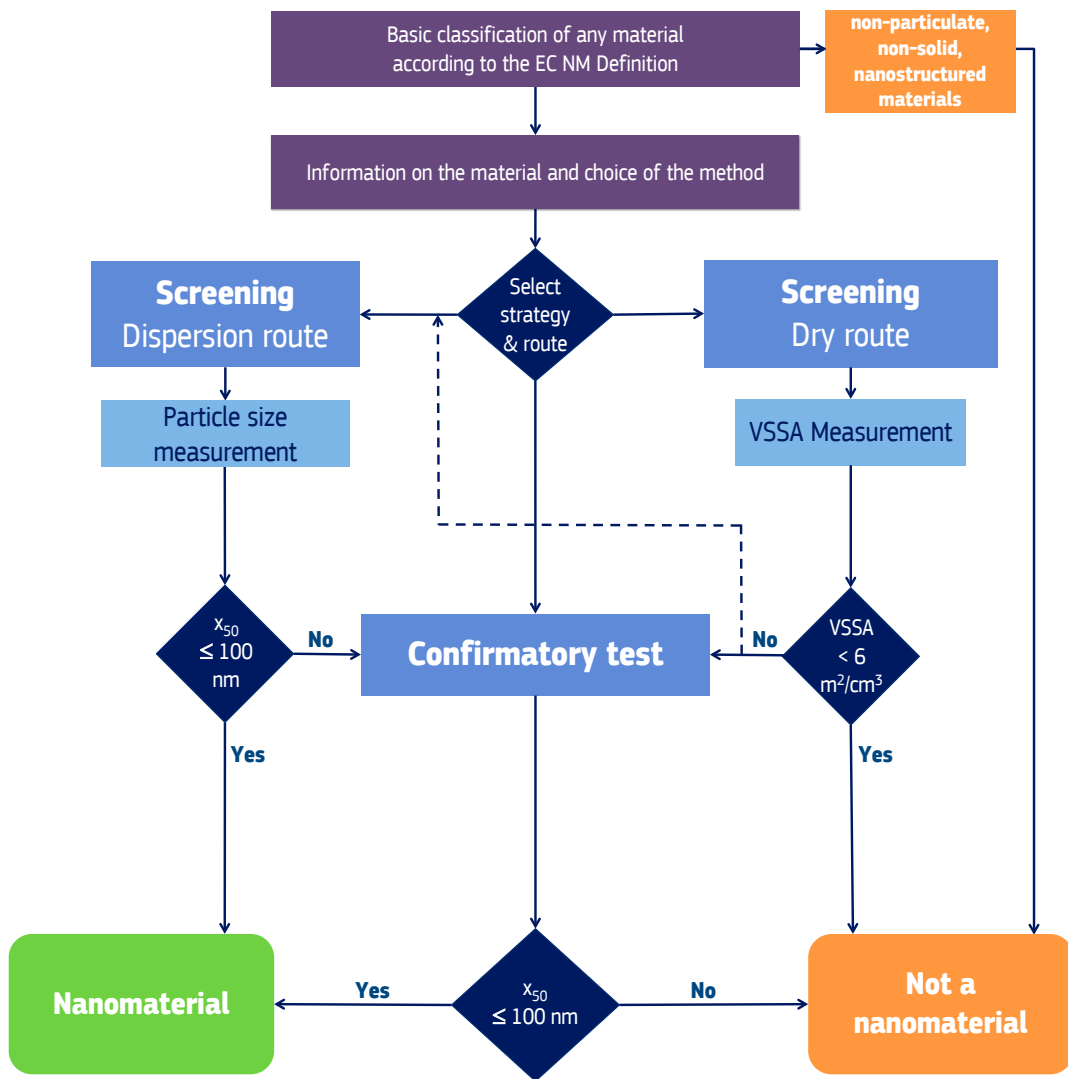 Basic classification of any material
according to the EC NM Definition
non-particulate,
non-solid,
nanostructured
materials
Information on the material and choice of the method
Screening
Dispersion route
Select
strategy
& route
Screening
Dry route
Particle size
measurement
VSSA Measurement
x₅₀
≤ 100
nm
No
Confirmatory test
No
VSSA
< 6
m²/cm³
Yes
Yes
Nanomaterial
Yes
x₅₀
≤ 100 nm
No
Not a
nanomaterial